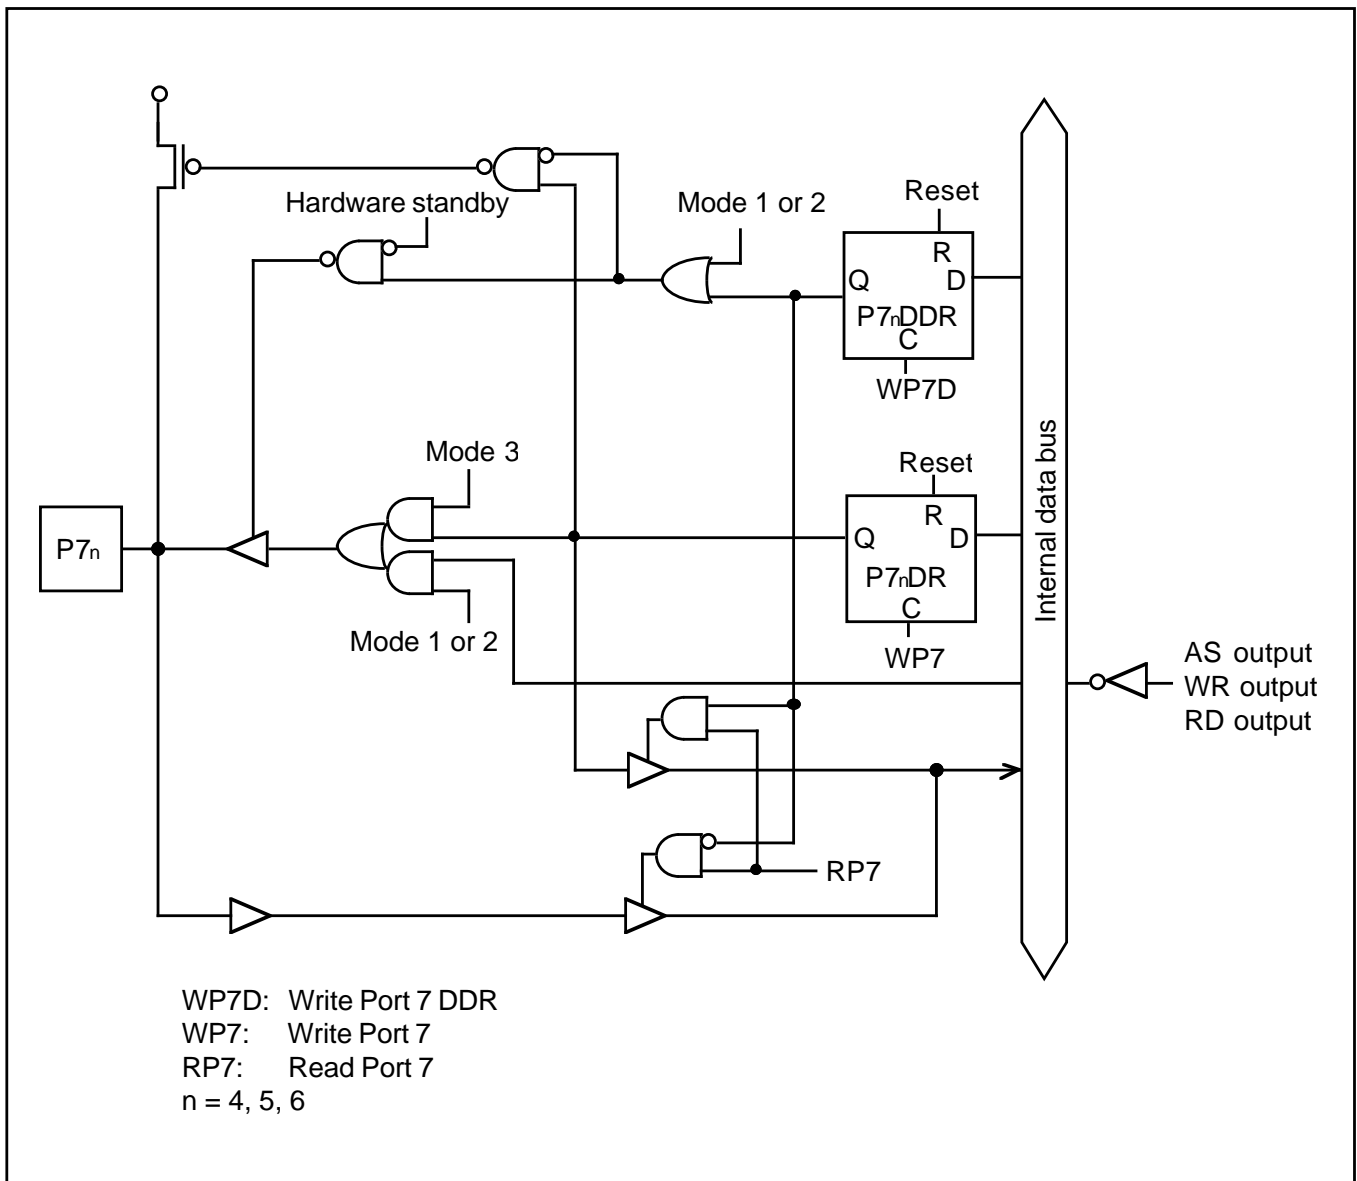 Hardware standby
Mode 1 or 2
Reset
R
Q
D
P7nDDR
C
WP7D
Mode 3
Reset
R
Q
D
P7nDR
C
WP7
P7n
Mode 1 or 2
Internal data bus
AS output
WR output
RD output
RP7
WP7D: Write Port 7 DDR
WP7: Write Port 7
RP7: Read Port 7
n = 4, 5, 6